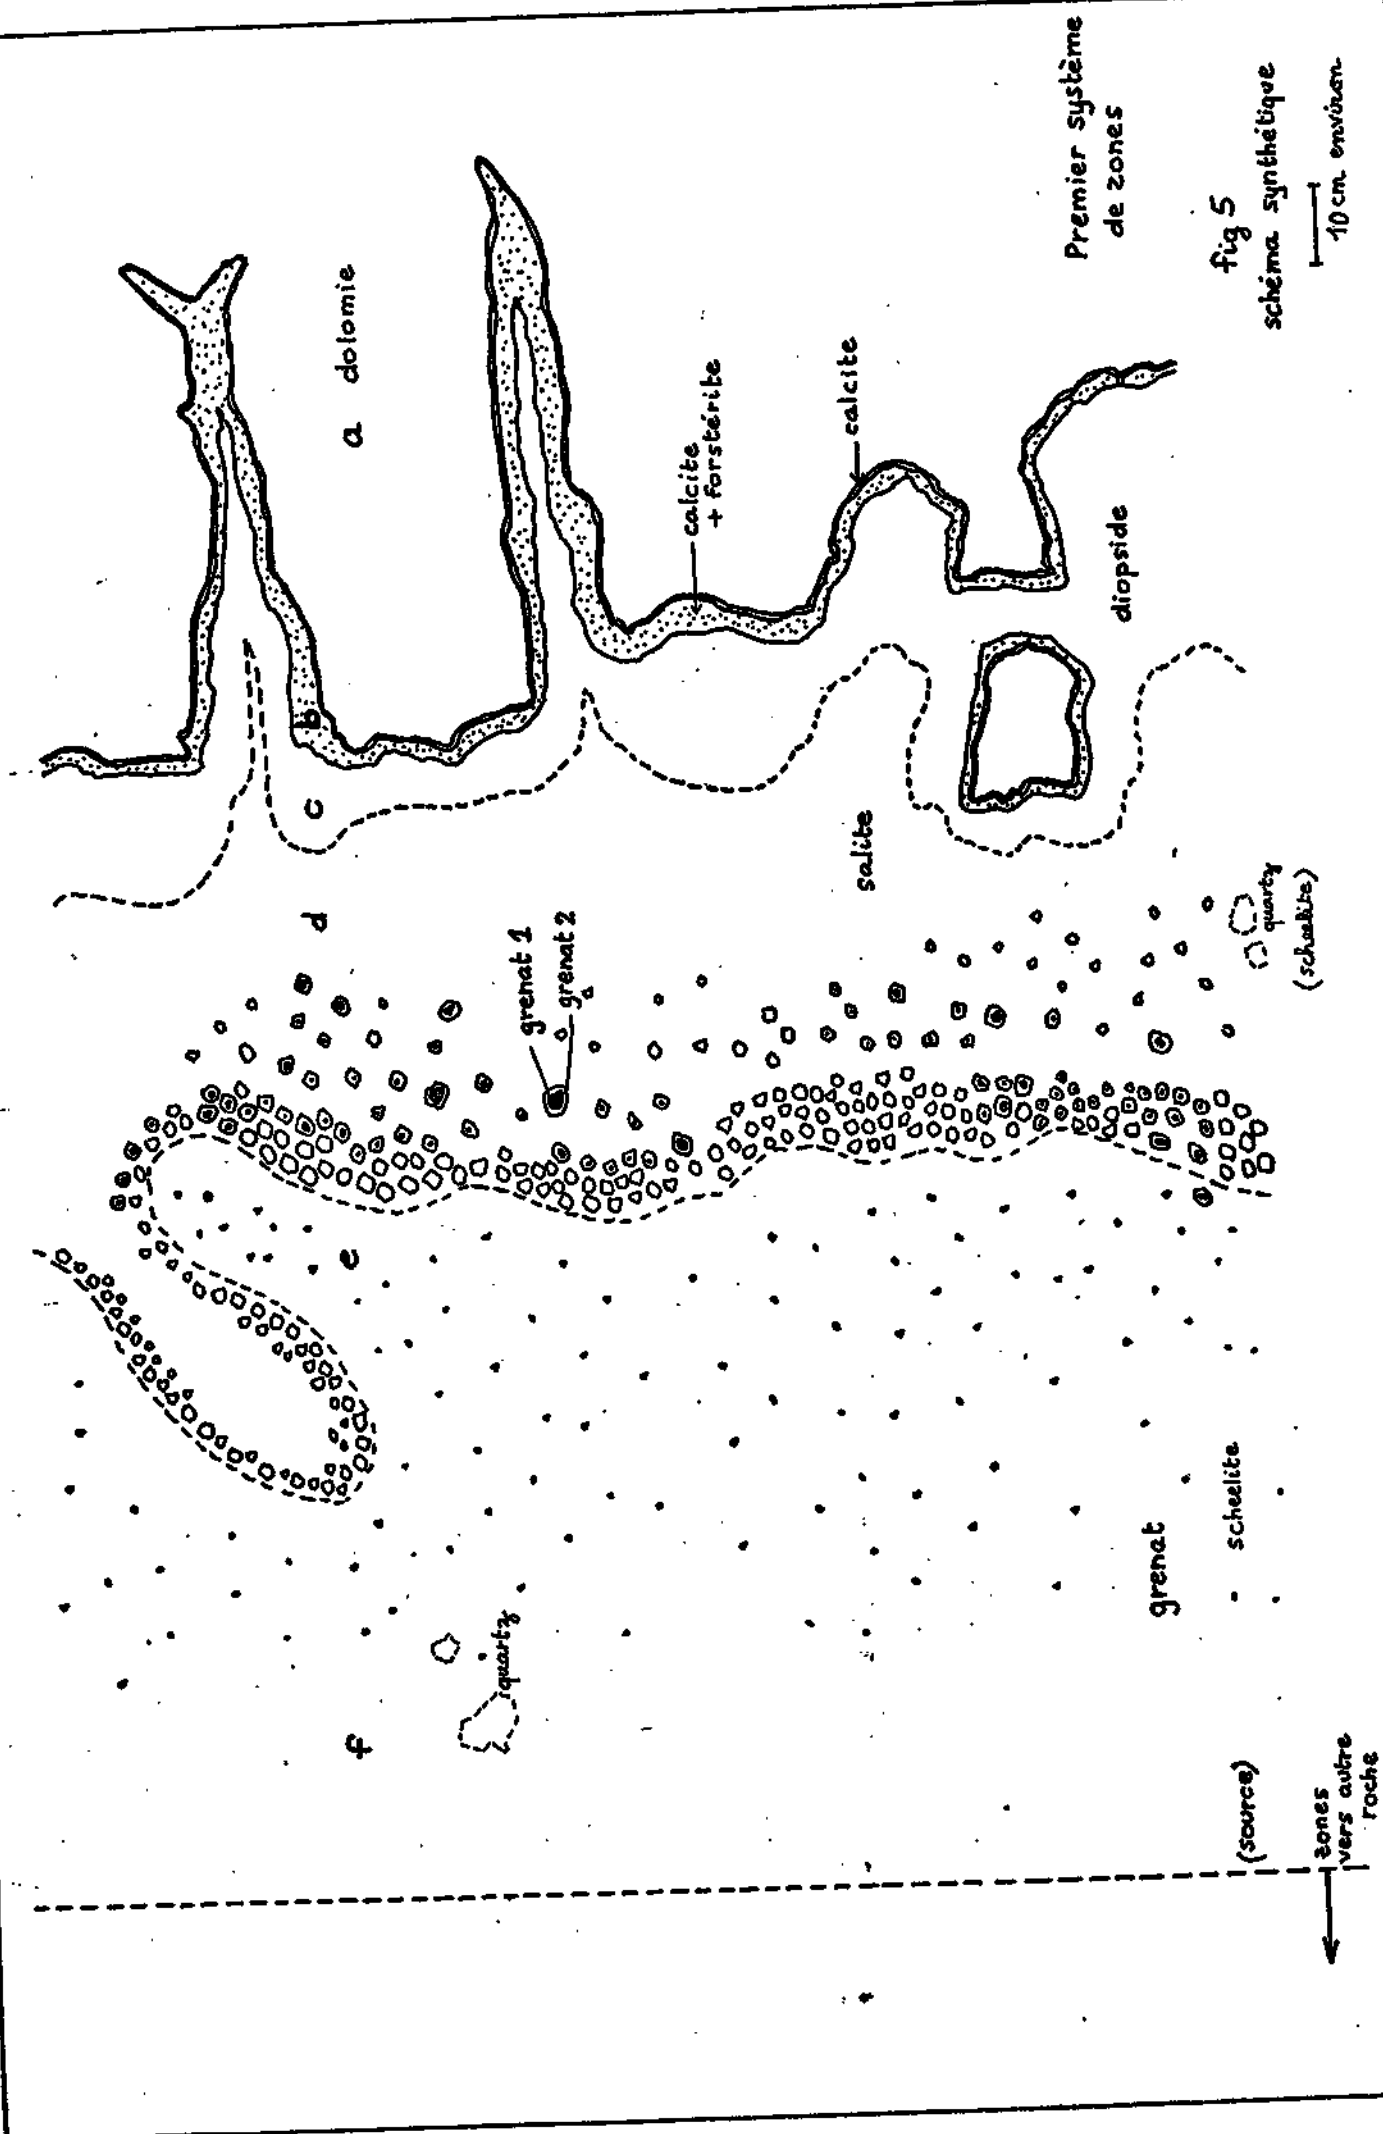 Premier système
de zones
fig 5
schéma synthétique
10 cm environ
a dolomie
calcite
+ forstérite
calcite
diopside
b
c
salite
d
grenat 1
grenat 2
quartz
(scheelite)
e
scheelite
grenat
quartz
f
(source)
zones
vers autre
roche